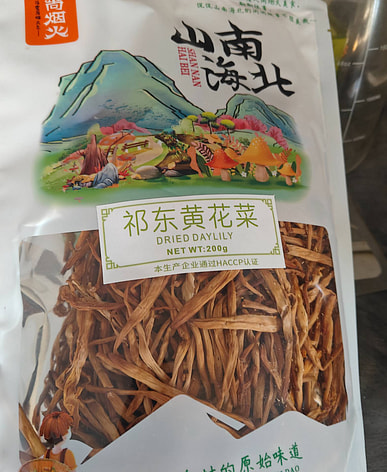 尚烟火
山南
海北
SHAN NAN
HAI BEI
祁东黄花菜
DRIED DAYLILY
NET WT:200g
本生产企业通过HACCP认证
的原始味道